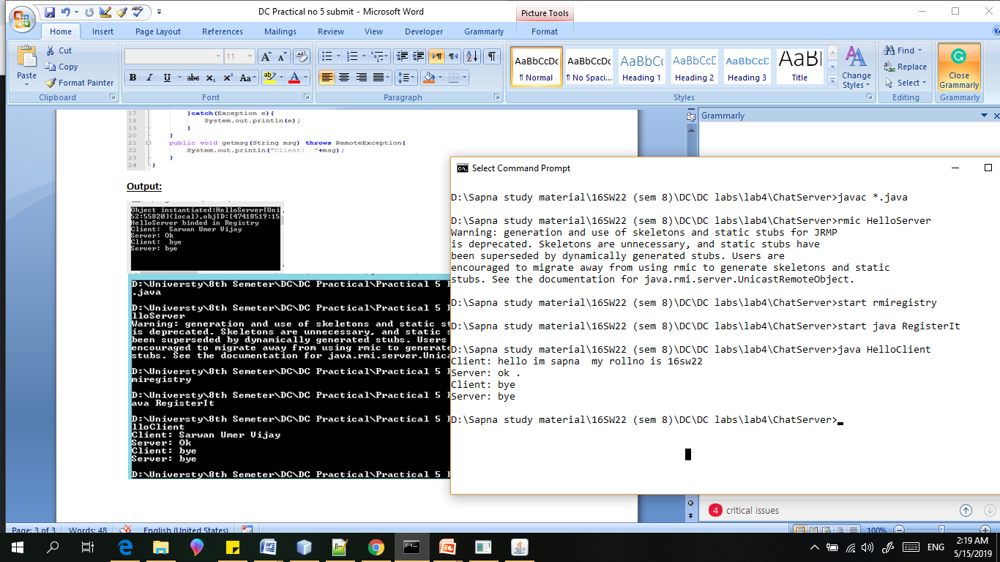 DC Practical no 5 submit - Microsoft Word
Picture Tools
Home Insert Page Layout References Mailings Review View Developer Grammarly Format
Paste
Cut
Copy
Format Painter
Clipboard
11
Font
Paragraph
AaBbCcDc AaBbCcDc AaBbCc AaBbCcD AaBbCcD AaBb
¶ Normal ¶ No Spaci... Heading 1 Heading 2 Heading 3 Title
Change Styles
Styles
Find
Replace
Select
Editing
Close Grammarly
Grammarly
17 }catch(Exception e){
18 System.out.println(e);
19 }
20 }
21 public void getmsg(String msg) throws RemoteException{
22 System.out.println("Client:  "+msg);
23 }
24 }
Output:
Object instantiated:HelloServer[Uni
52:55820](local),objID:[47418519:15
HelloServer binded in Registry
Client:  Sarwan Umer Vijay
Server: Ok
Client:  bye
Server: bye
D:\Universty\8th Semeter\DC\DC Practical\Practical 5
.java
D:\Universty\8th Semeter\DC\DC Practical\Practical 5
lloServer
Warning: generation and use of skeletons and static st
is deprecated. Skeletons are unnecessary, and static s
been superseded by dynamically generated stubs. Users
encouraged to migrate away from using rmic to generate
stubs. See the documentation for java.rmi.server.Unica
D:\Universty\8th Semeter\DC\DC Practical\Practical 5
miregistry
D:\Universty\8th Semeter\DC\DC Practical\Practical 5
ava RegisterIt
D:\Universty\8th Semeter\DC\DC Practical\Practical 5
lloClient
Client: Sarwan Umer Vijay
Server: Ok
Client: bye
Server: bye
D:\Universty\8th Semeter\DC\DC Practical\Practical 5
Grammarly
Select Command Prompt
D:\Sapna study material\16SW22 (sem 8)\DC\DC labs\lab4\ChatServer>javac *.java
D:\Sapna study material\16SW22 (sem 8)\DC\DC labs\lab4\ChatServer>rmic HelloServer
Warning: generation and use of skeletons and static stubs for JRMP
is deprecated. Skeletons are unnecessary, and static stubs have
been superseded by dynamically generated stubs. Users are
encouraged to migrate away from using rmic to generate skeletons and static
stubs. See the documentation for java.rmi.server.UnicastRemoteObject.
D:\Sapna study material\16SW22 (sem 8)\DC\DC labs\lab4\ChatServer>start rmiregistry
D:\Sapna study material\16SW22 (sem 8)\DC\DC labs\lab4\ChatServer>start java RegisterIt
D:\Sapna study material\16SW22 (sem 8)\DC\DC labs\lab4\ChatServer>java HelloClient
Client: hello im sapna  my rollno is 16sw22
Server: ok .
Client: bye
Server: bye
D:\Sapna study material\16SW22 (sem 8)\DC\DC labs\lab4\ChatServer>
4 critical issues
Page: 3 of 3 Words: 48 English (United States) 100%
ENG
2:19 AM
5/15/2019